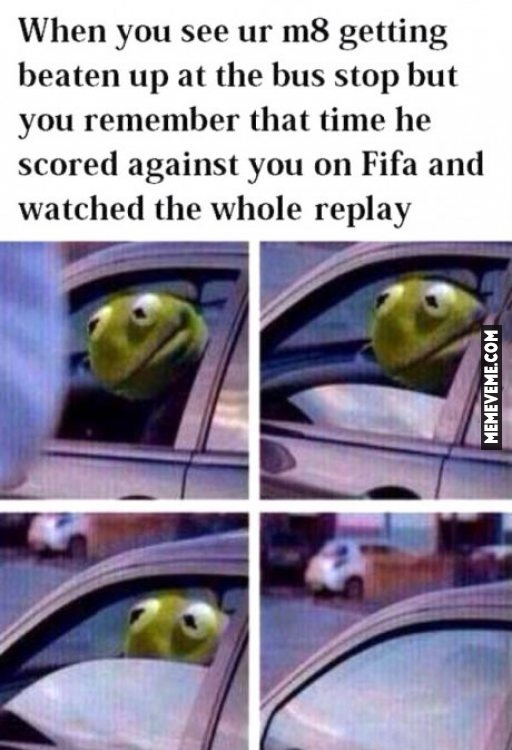 When you see ur m8 getting
beaten up at the bus stop but
you remember that time he
scored against you on Fifa and
watched the whole replay
MEMEVEME.COM